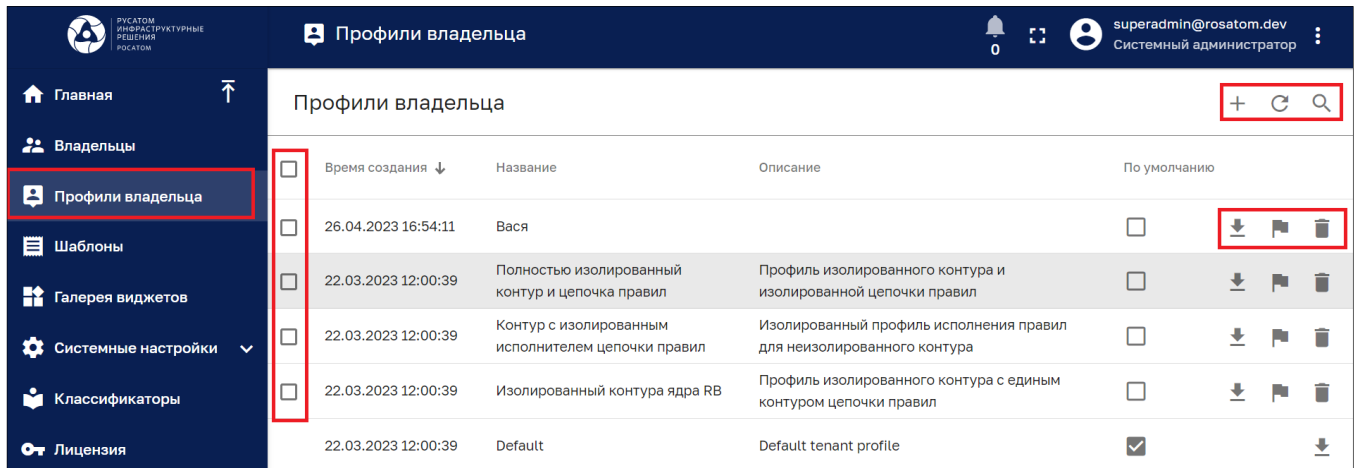 РУСАТОМ
ИНФРАСТРУКТУРНЫЕ
РЕШЕНИЯ
РОСАТОМ
Профили владельца
0
superadmin@rosatom.dev
Системный администратор
Главная
Владельцы
Профили владельца
Шаблоны
Галерея виджетов
Системные настройки
Классификаторы
Лицензия
Профили владельца
Время создания Название Описание По умолчанию
26.04.2023 16:54:11 Вася
22.03.2023 12:00:39 Полностью изолированный контур и цепочка правил Профиль изолированного контура и изолированной цепочки правил
22.03.2023 12:00:39 Контур с изолированным исполнителем цепочки правил Изолированный профиль исполнения правил для неизолированного контура
22.03.2023 12:00:39 Изолированный контура ядра RB Профиль изолированного контура с единым контуром цепочки правил
22.03.2023 12:00:39 Default Default tenant profile